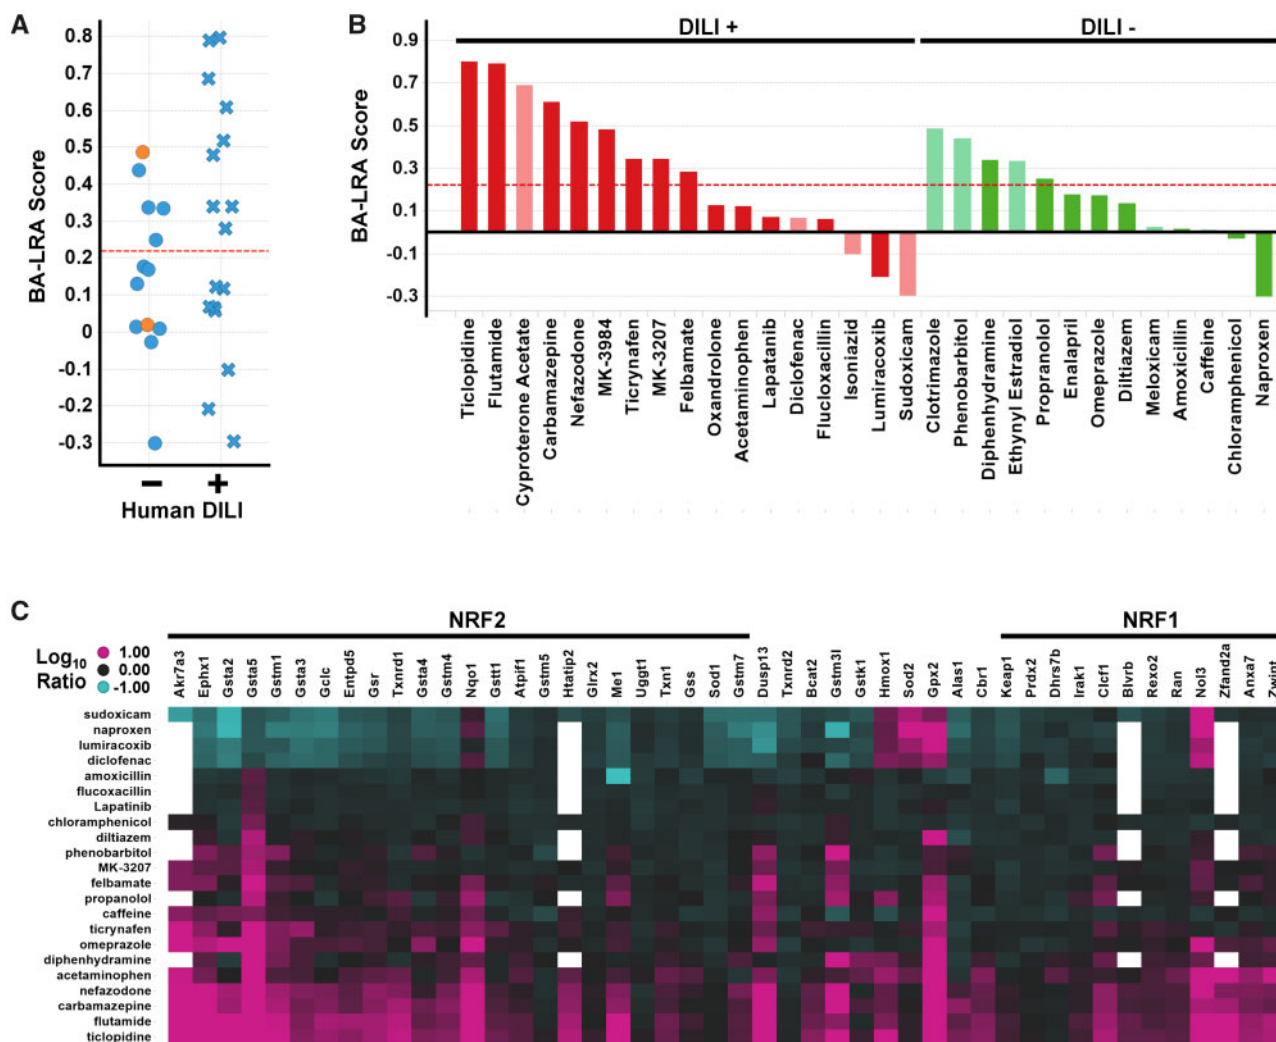 A
BA-LRA Score
0.8
0.7
0.6
0.5
0.4
0.3
0.2
0.1
0
-0.1
-0.2
-0.3
−
+
Human DILI
B
BA-LRA Score
DILI +
DILI -
0.9
0.7
0.5
0.3
0.1
-0.1
-0.3
Ticlopidine
Flutamide
Cyproterone Acetate
Carbamazepine
Nefazodone
MK-3984
Ticrynafen
MK-3207
Felbamate
Oxandrolone
Acetaminophen
Lapatanib
Diclofenac
Flucloxacillin
Isoniazid
Lumiracoxib
Sudoxicam
Clotrimazole
Phenobarbitol
Diphenhydramine
Ethynyl Estradiol
Propranolol
Enalapril
Omeprazole
Diltiazem
Meloxicam
Amoxicillin
Caffeine
Chloramphenicol
Naproxen
C
Log10
Ratio
1.00
0.00
-1.00
NRF2
NRF1
Akr7a3
Ephx1
Gsta2
Gsta5
Gstm1
Gsta3
Gclc
Entpd5
Gsr
Txnrd1
Gsta4
Gstm4
Nqo1
Gstt1
Atpif1
Gstm5
Htatip2
Glrx2
Me1
Uggt1
Txn1
Gss
Sod1
Gstm7
Dusp13
Txnrd2
Bcat2
Gstm3l
Gstk1
Hmox1
Sod2
Gpx2
Alas1
Cbr1
Keap1
Prdx2
Dhrs7b
Irak1
Clcf1
Blvrb
Rexo2
Ran
Nol3
Zfand2a
Anxa7
Zwint
sudoxicam
naproxen
lumiracoxib
diclofenac
amoxicillin
flucoxacillin
Lapatinib
chloramphenicol
diltiazem
phenobarbitol
MK-3207
felbamate
propanolol
caffeine
ticrynafen
omeprazole
diphenhydramine
acetaminophen
nefazodone
carbamazepine
flutamide
ticlopidine